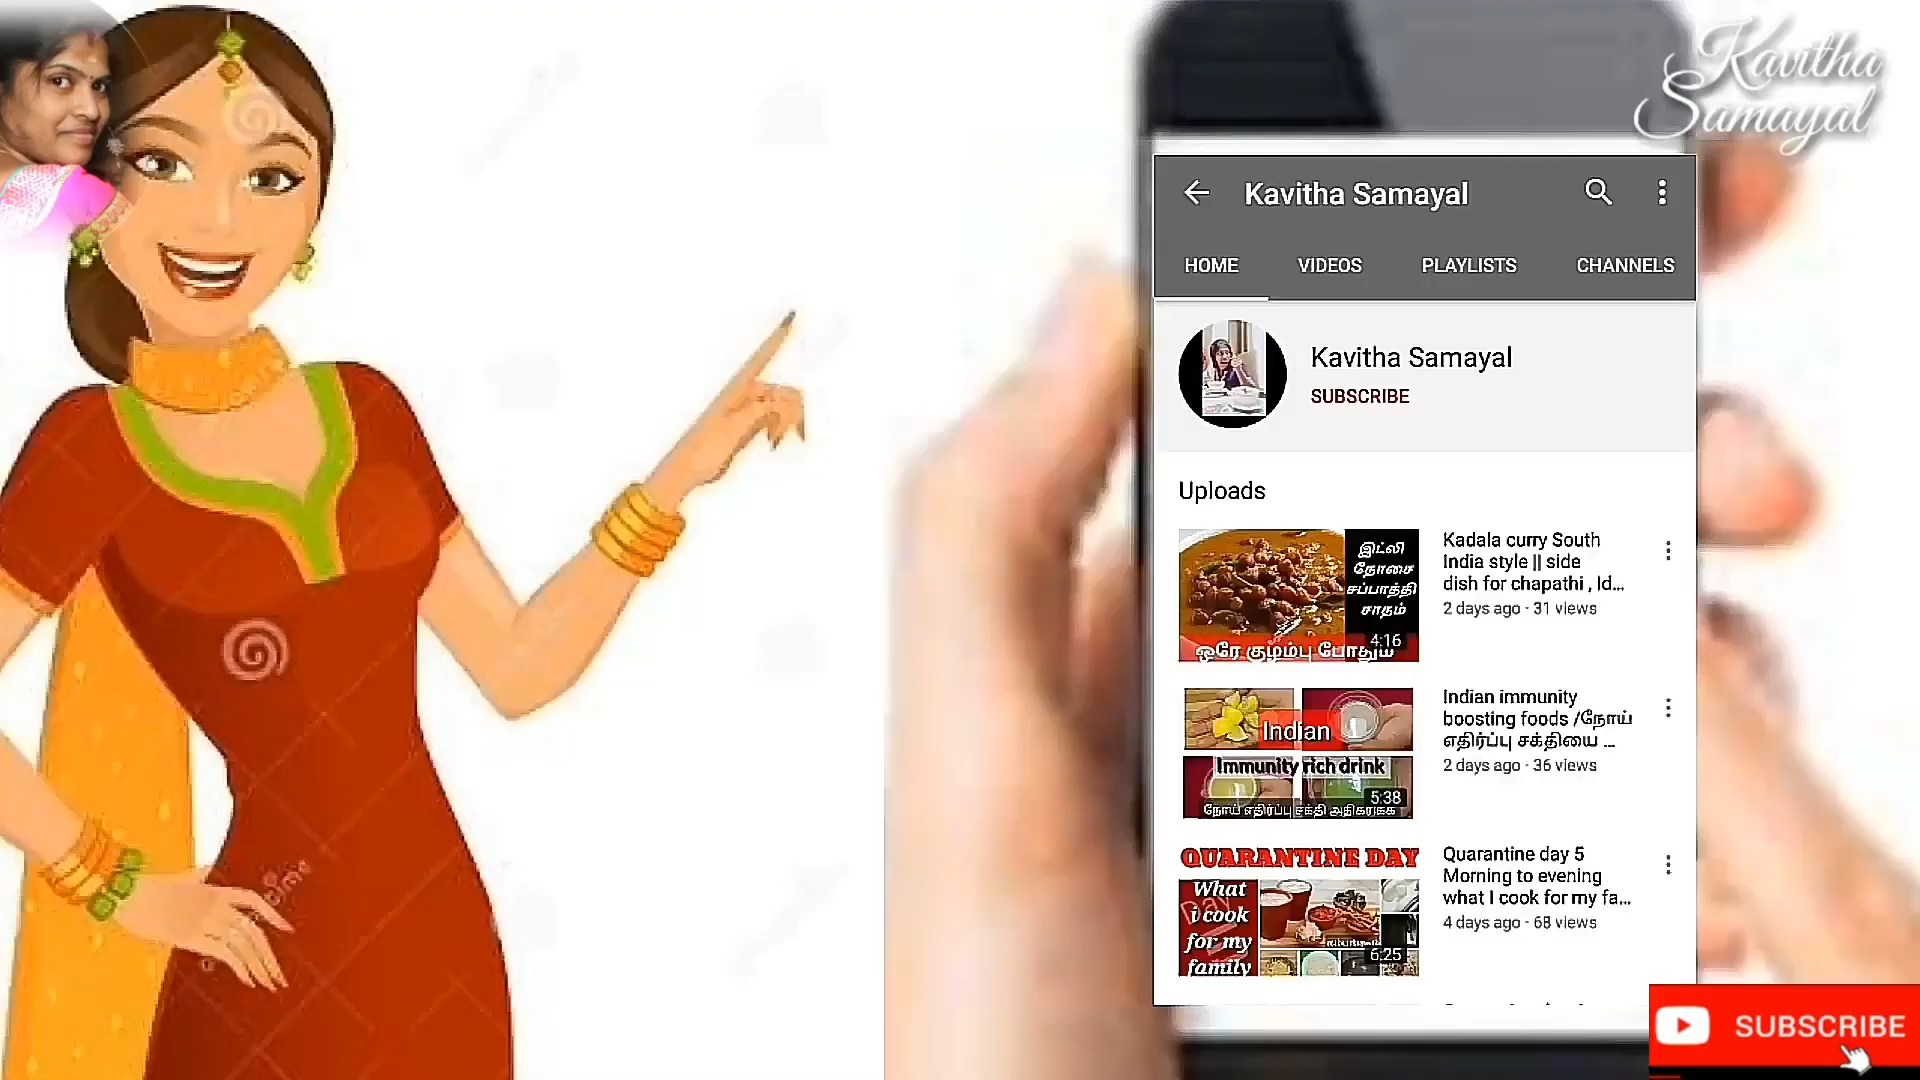 Kavitha
Samayal
Kavitha Samayal
HOME VIDEOS PLAYLISTS CHANNELS
Kavitha Samayal
SUBSCRIBE
Uploads
இட்லி
தோசை
சப்பாத்தி
சாதம்
4:16
ஒரே குழம்பு போதும்
Kadala curry South
India style || side
dish for chapathi , Id...
2 days ago · 31 views
Indian
Immunity rich drink
5:38
நோய் எதிர்ப்பு சக்தி அதிகரிக்க
Indian immunity
boosting foods /நோய்
எதிர்ப்பு சக்தியை ...
2 days ago · 36 views
QUARANTINE DAY
What
i cook
for my
family
6:25
Quarantine day 5
Morning to evening
what I cook for my fa...
4 days ago · 68 views
SUBSCRIBE